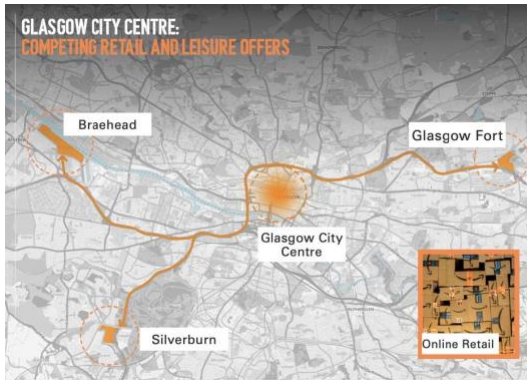 GLASGOW CITY CENTRE:
COMPETING RETAIL AND LEISURE OFFERS
Braehead
Glasgow Fort
Glasgow City
Centre
Silverburn
Online Retail